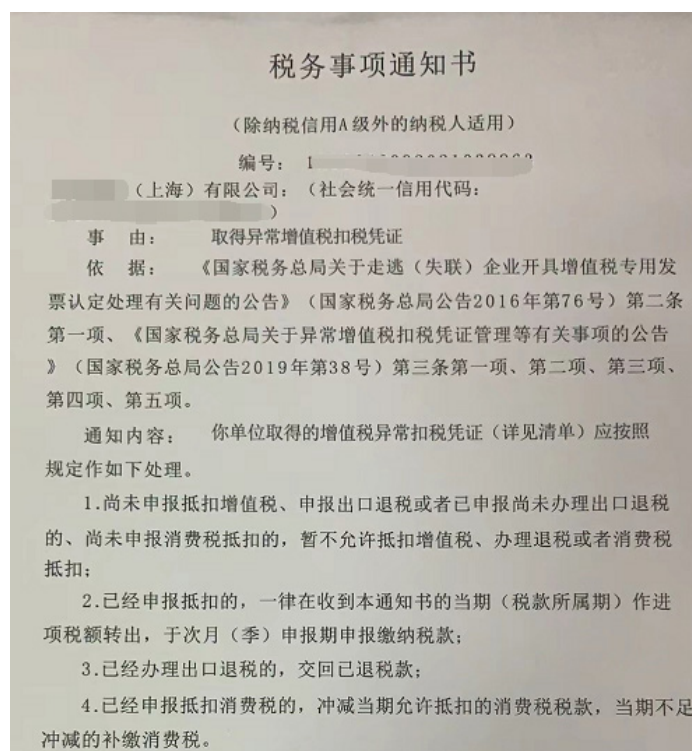 税务事项通知书
（除纳税信用A级外的纳税人适用）
编号：1
（上海）有限公司：（社会统一信用代码：
）
事 由： 取得异常增值税扣税凭证
依 据： 《国家税务总局关于走逃（失联）企业开具增值税专用发
票认定处理有关问题的公告》（国家税务总局公告2016年第76号）第二条
第一项、《国家税务总局关于异常增值税扣税凭证管理等有关事项的公告
》（国家税务总局公告2019年第38号）第三条第一项、第二项、第三项、
第四项、第五项。
通知内容： 你单位取得的增值税异常扣税凭证（详见清单）应按照
规定作如下处理。
1.尚未申报抵扣增值税、申报出口退税或者已申报尚未办理出口退税
的、尚未申报消费税抵扣的，暂不允许抵扣增值税、办理退税或者消费税
抵扣；
2.已经申报抵扣的，一律在收到本通知书的当期（税款所属期）作进
项税额转出，于次月（季）申报期申报缴纳税款；
3.已经办理出口退税的，交回已退税款；
4.已经申报抵扣消费税的，冲减当期允许抵扣的消费税税款，当期不足
冲减的补缴消费税。